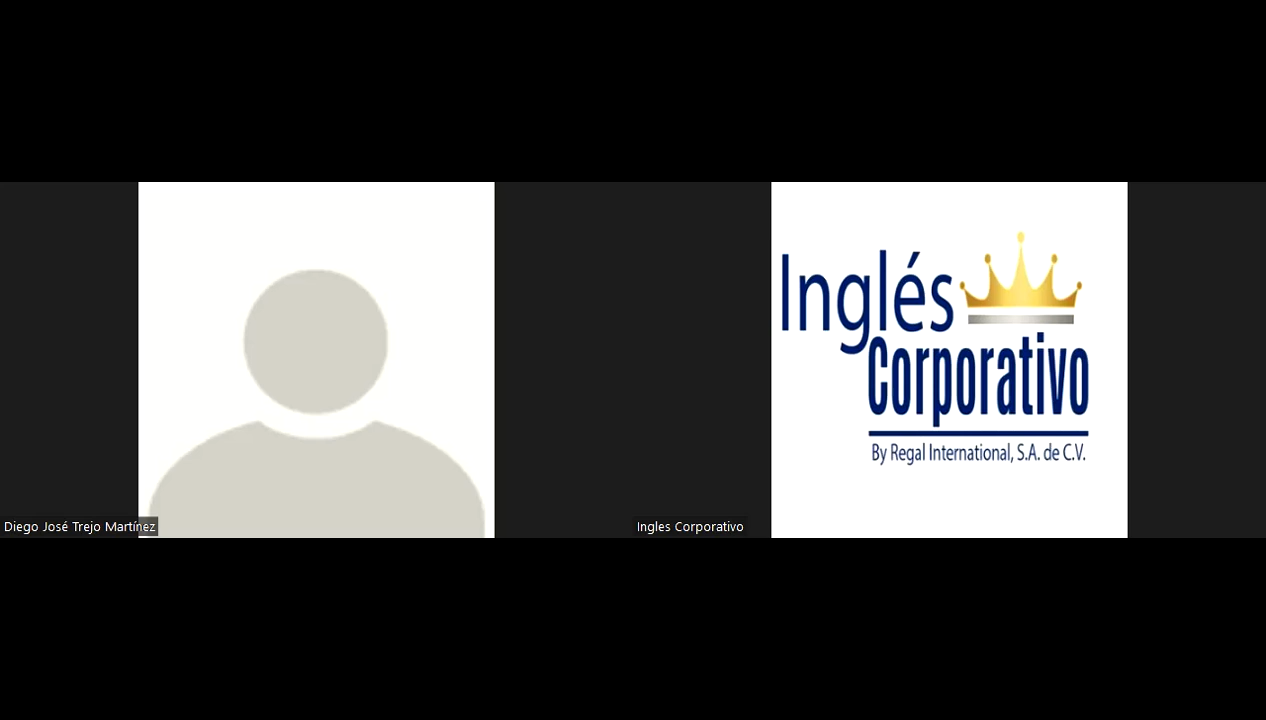 Inglés
Corporativo
By Regal International, S.A. de C.V.
Diego José Trejo Martínez
Ingles Corporativo